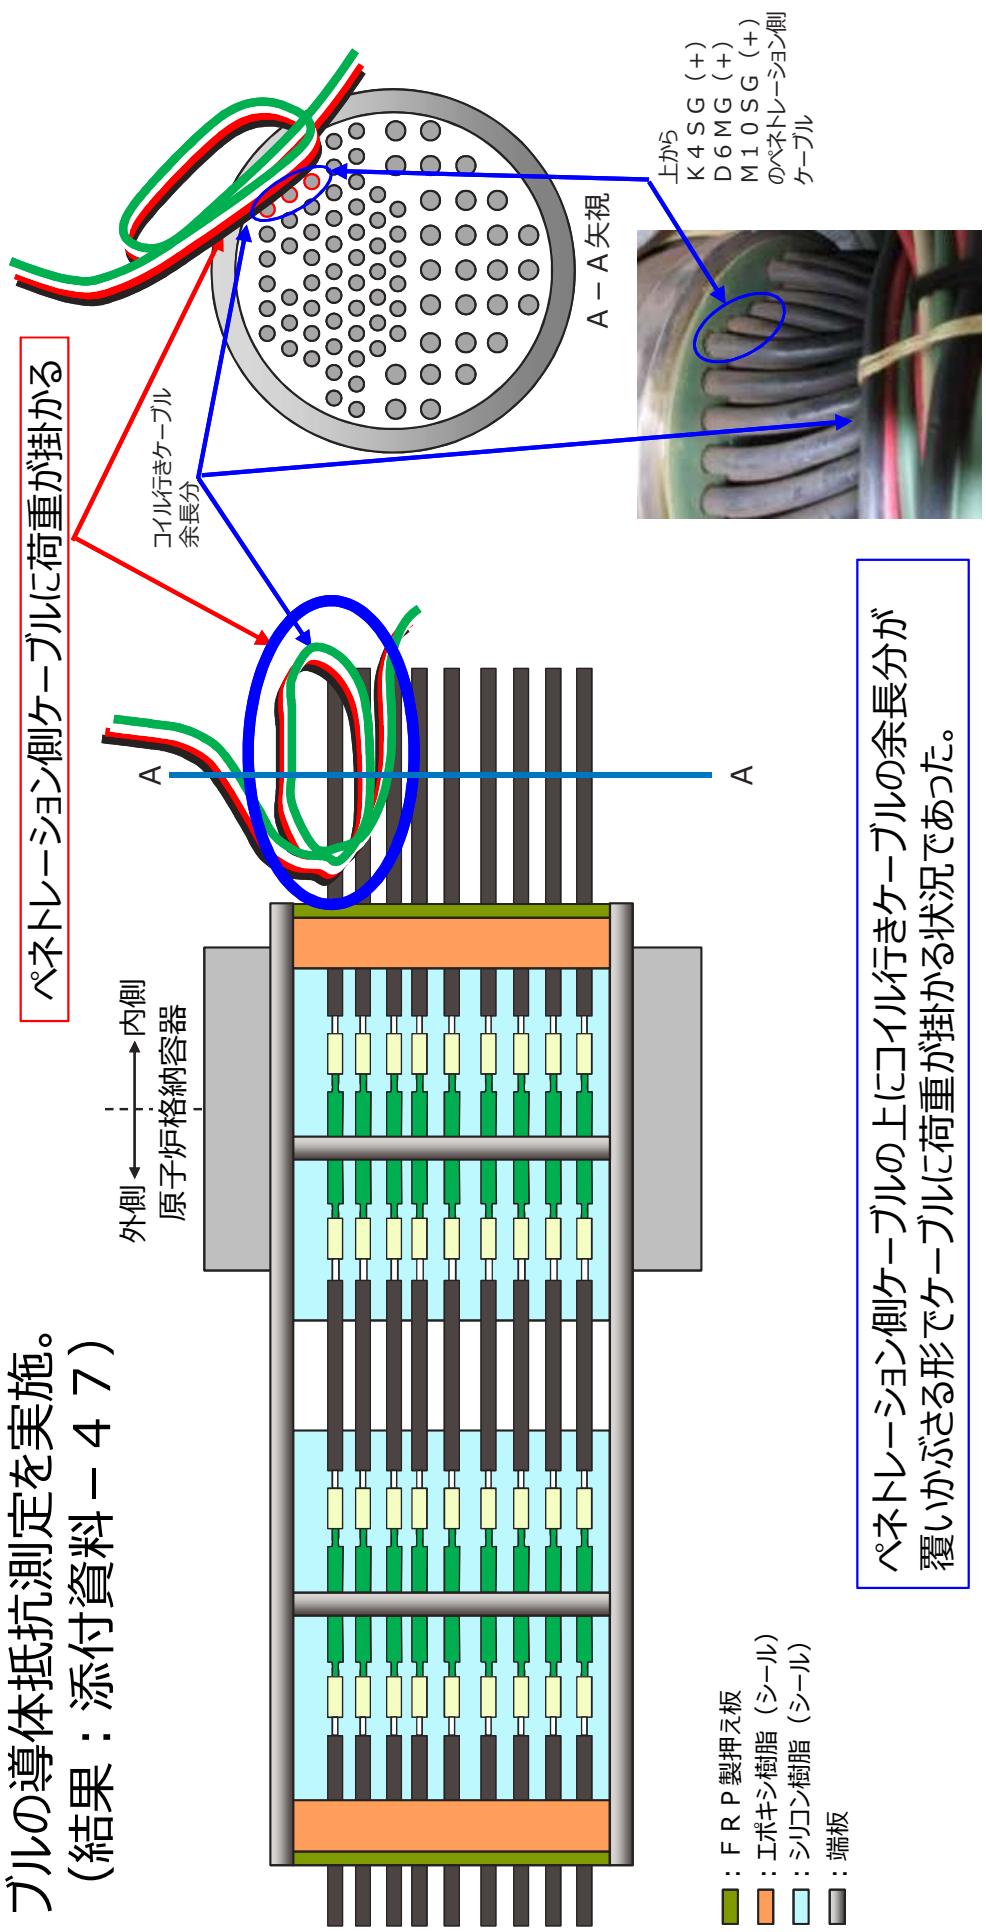 ブルの導体抵抗測定を実施。
(結果：添付資料－４７)
ペネトレーション側ケーブルに荷重が掛かる
外側
内側
原子炉格納容器
コイル行きケーブル
余長分
A
A
A－A矢視
上から
K4SG (+)
D6MG (+)
M10SG (+)
のペネトレーション側
ケーブル
：FRP製押え板
：エポキシ樹脂 (シール)
：シリコン樹脂 (シール)
：端板
ペネトレーション側ケーブルの上にコイル行きケーブルの余長分が
覆いかぶさる形でケーブルに荷重が掛かる状況であった。